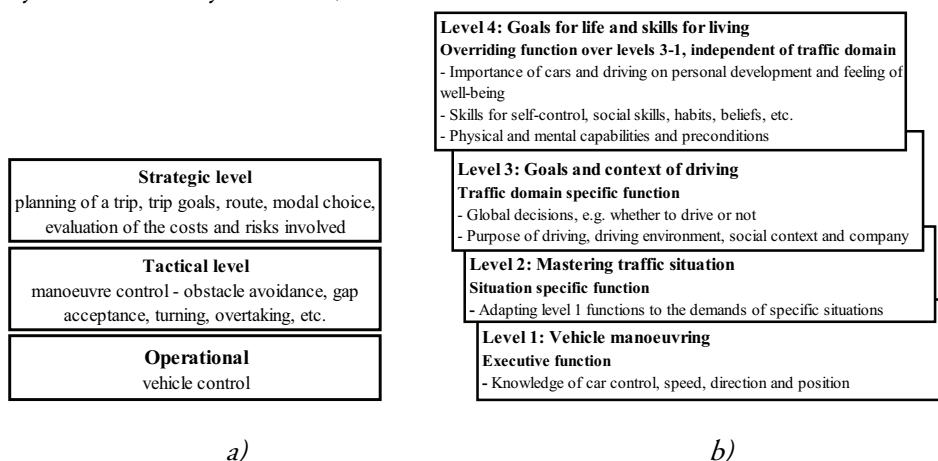 Level 4: Goals for life and skills for living
Overriding function over levels 3-1, independent of traffic domain
- Importance of cars and driving on personal development and feeling of
well-being
- Skills for self-control, social skills, habits, beliefs, etc.
- Physical and mental capabilities and preconditions
Strategic level
planning of a trip, trip goals, route, modal choice,
evaluation of the costs and risks involved
Tactical level
manoeuvre control - obstacle avoidance, gap
acceptance, turning, overtaking, etc.
Operational
vehicle control
Level 3: Goals and context of driving
Traffic domain specific function
- Global decisions, e.g. whether to drive or not
- Purpose of driving, driving environment, social context and company
Level 2: Mastering traffic situation
Situation specific function
- Adapting level 1 functions to the demands of specific situations
Level 1: Vehicle manoeuvring
Executive function
- Knowledge of car control, speed, direction and position
a)
b)